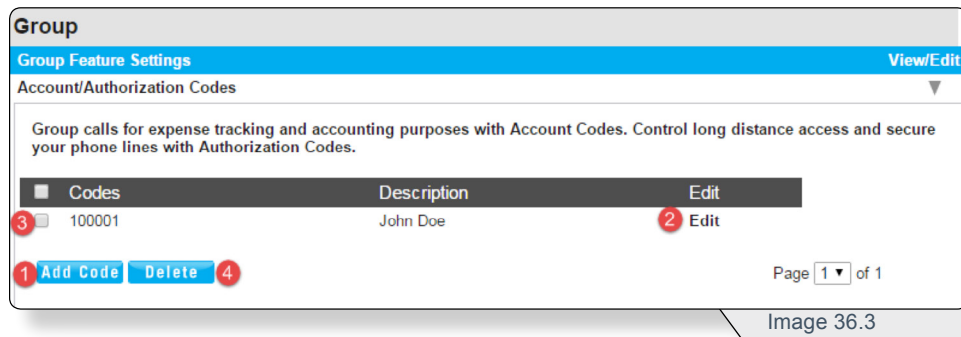 Group
Group Feature Settings View/Edit
Account/Authorization Codes
Group calls for expense tracking and accounting purposes with Account Codes. Control long distance access and secure
your phone lines with Authorization Codes.
Codes Description Edit
3 100001 John Doe 2 Edit
1 Add Code Delete 4 Page 1 of 1
Image 36.3